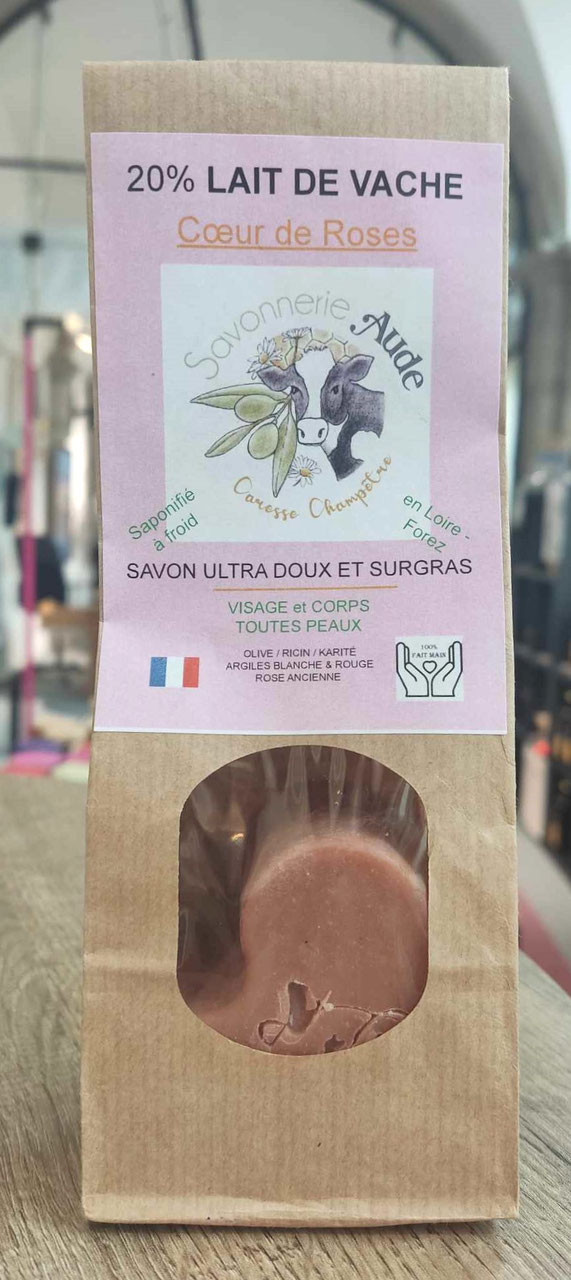 20% LAIT DE VACHE
Cœur de Roses
Savonnerie
Aude
Caresse Champêtre
Saponifié
à froid
en Loire -
Forez
SAVON ULTRA DOUX ET SURGRAS
VISAGE et CORPS
TOUTES PEAUX
OLIVE / RICIN / KARITÉ
ARGILES BLANCHE & ROUGE
ROSE ANCIENNE
100%
FAIT MAIN